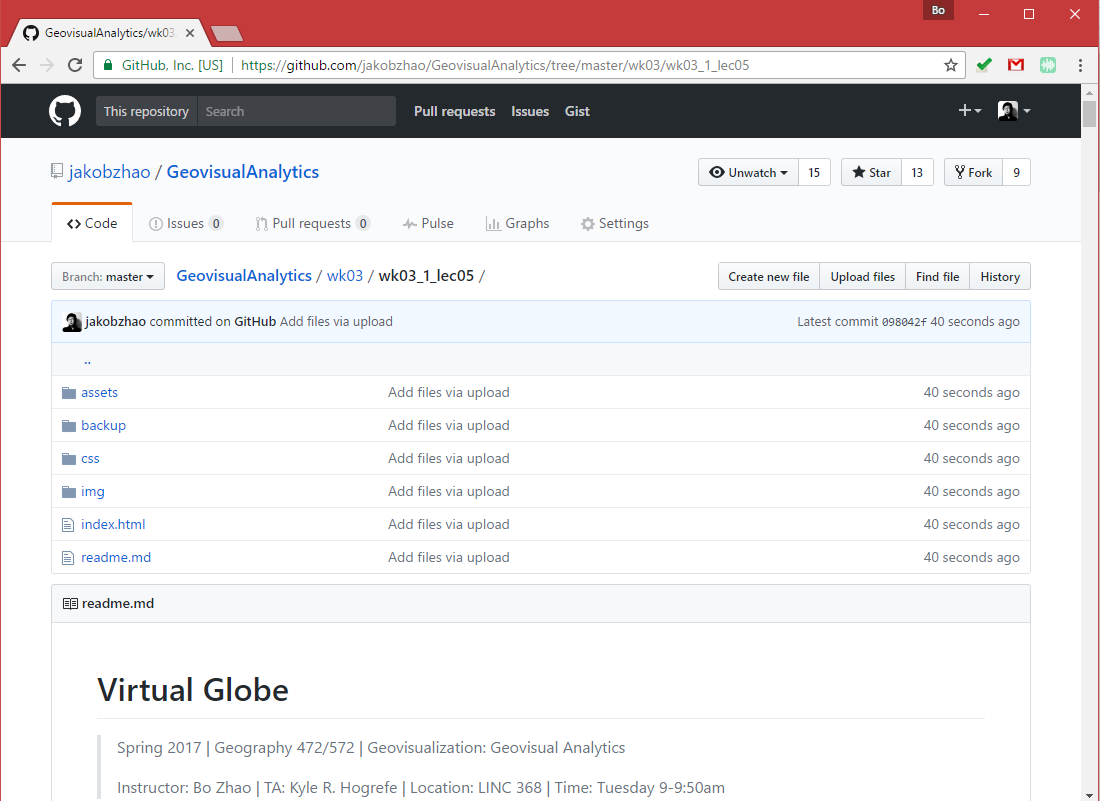 Bo
GeovisualAnalytics/wk03
GitHub, Inc. [US] https://github.com/jakobzhao/GeovisualAnalytics/tree/master/wk03/wk03_1_lec05
This repository Search Pull requests Issues Gist
jakobzhao / GeovisualAnalytics Unwatch 15 Star 13 Fork 9
Code Issues 0 Pull requests 0 Pulse Graphs Settings
Branch: master GeovisualAnalytics / wk03 / wk03_1_lec05 / Create new file Upload files Find file History
jakobzhao committed on GitHub Add files via upload Latest commit 098042f 40 seconds ago
..
assets Add files via upload 40 seconds ago
backup Add files via upload 40 seconds ago
css Add files via upload 40 seconds ago
img Add files via upload 40 seconds ago
index.html Add files via upload 40 seconds ago
readme.md Add files via upload 40 seconds ago
readme.md
Virtual Globe
Spring 2017 | Geography 472/572 | Geovisualization: Geovisual Analytics
Instructor: Bo Zhao | TA: Kyle R. Hogrefe | Location: LINC 368 | Time: Tuesday 9-9:50am